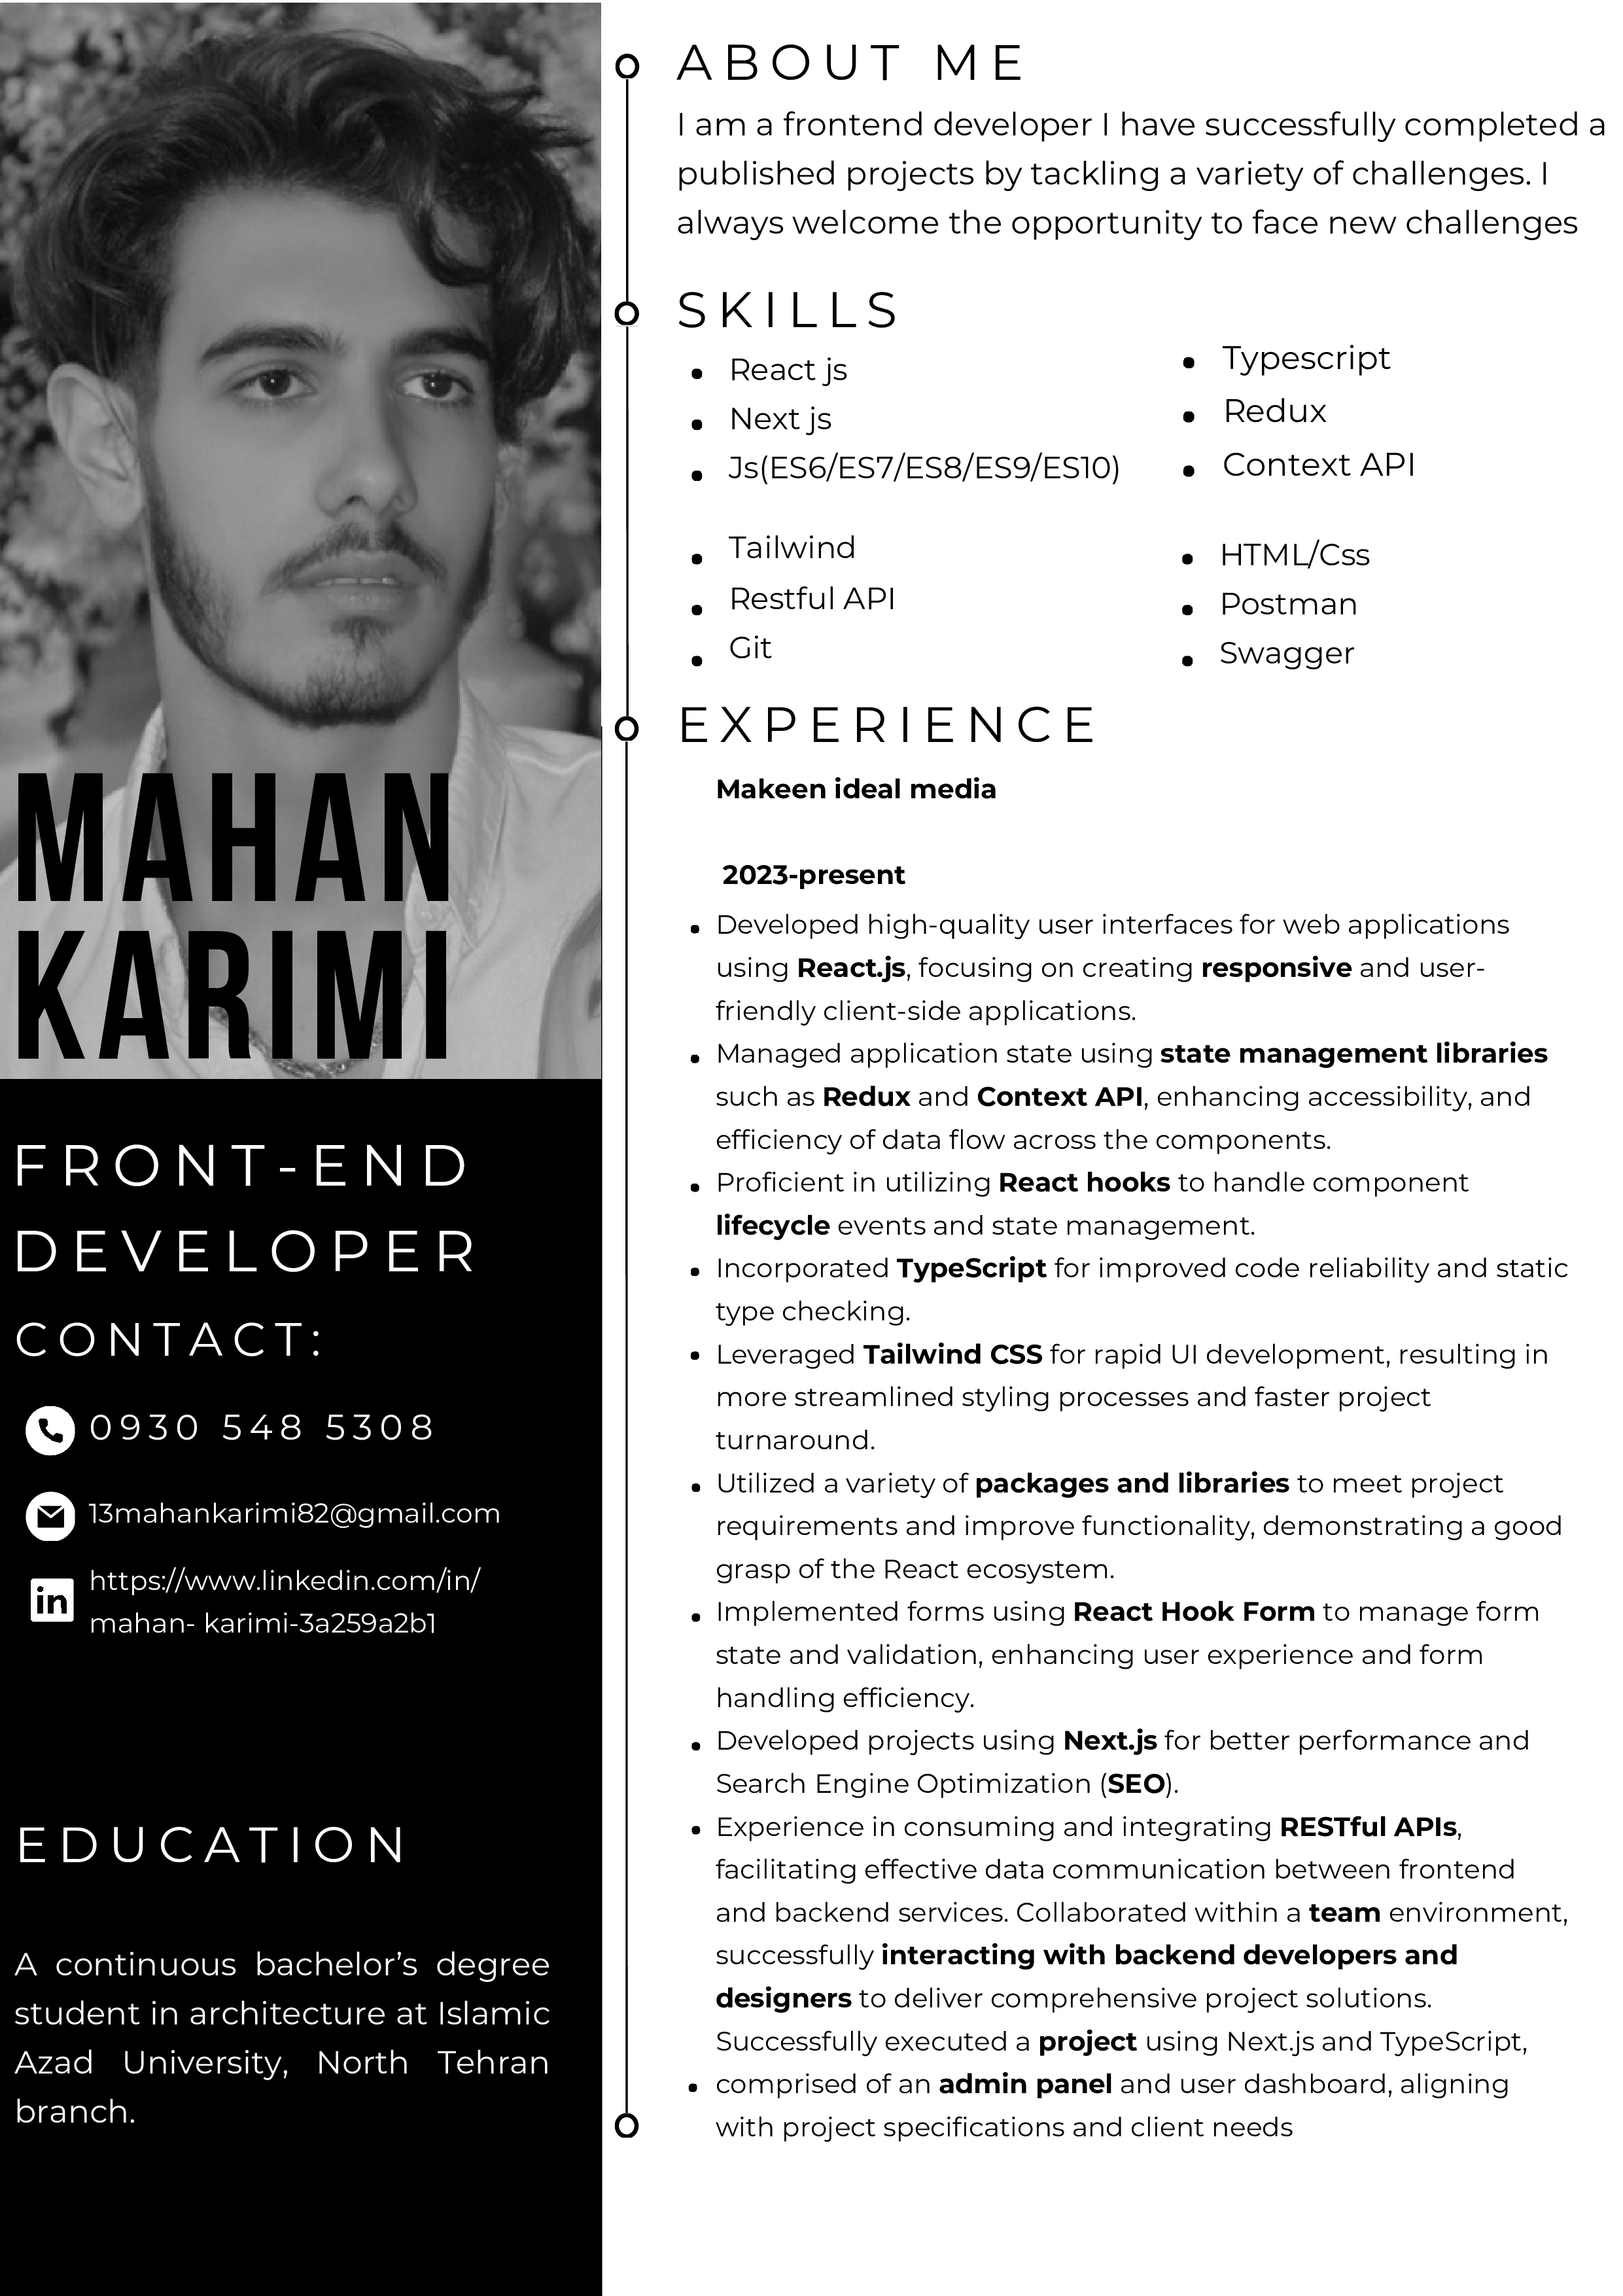 MAHAN
KARIMI
FRONT-END
DEVELOPER
CONTACT:
0930 548 5308
13mahankarimi82@gmail.com
https://www.linkedin.com/in/
mahan- karimi-3a259a2b1
EDUCATION
A continuous bachelor’s degree
student in architecture at Islamic
Azad University, North Tehran
branch.
ABOUT ME
I am a frontend developer I have successfully completed a
published projects by tackling a variety of challenges. I
always welcome the opportunity to face new challenges
SKILLS
• React js
• Next js
• Js(ES6/ES7/ES8/ES9/ES10)
• Tailwind
• Restful API
• Git
• Typescript
• Redux
• Context API
• HTML/Css
• Postman
• Swagger
EXPERIENCE
Makeen ideal media
2023-present
• Developed high-quality user interfaces for web applications
using React.js, focusing on creating responsive and user-
friendly client-side applications.
• Managed application state using state management libraries
such as Redux and Context API, enhancing accessibility, and
efficiency of data flow across the components.
• Proficient in utilizing React hooks to handle component
lifecycle events and state management.
• Incorporated TypeScript for improved code reliability and static
type checking.
• Leveraged Tailwind CSS for rapid UI development, resulting in
more streamlined styling processes and faster project
turnaround.
• Utilized a variety of packages and libraries to meet project
requirements and improve functionality, demonstrating a good
grasp of the React ecosystem.
• Implemented forms using React Hook Form to manage form
state and validation, enhancing user experience and form
handling efficiency.
• Developed projects using Next.js for better performance and
Search Engine Optimization (SEO).
• Experience in consuming and integrating RESTful APIs,
facilitating effective data communication between frontend
and backend services. Collaborated within a team environment,
successfully interacting with backend developers and
designers to deliver comprehensive project solutions.
Successfully executed a project using Next.js and TypeScript,
• comprised of an admin panel and user dashboard, aligning
with project specifications and client needs